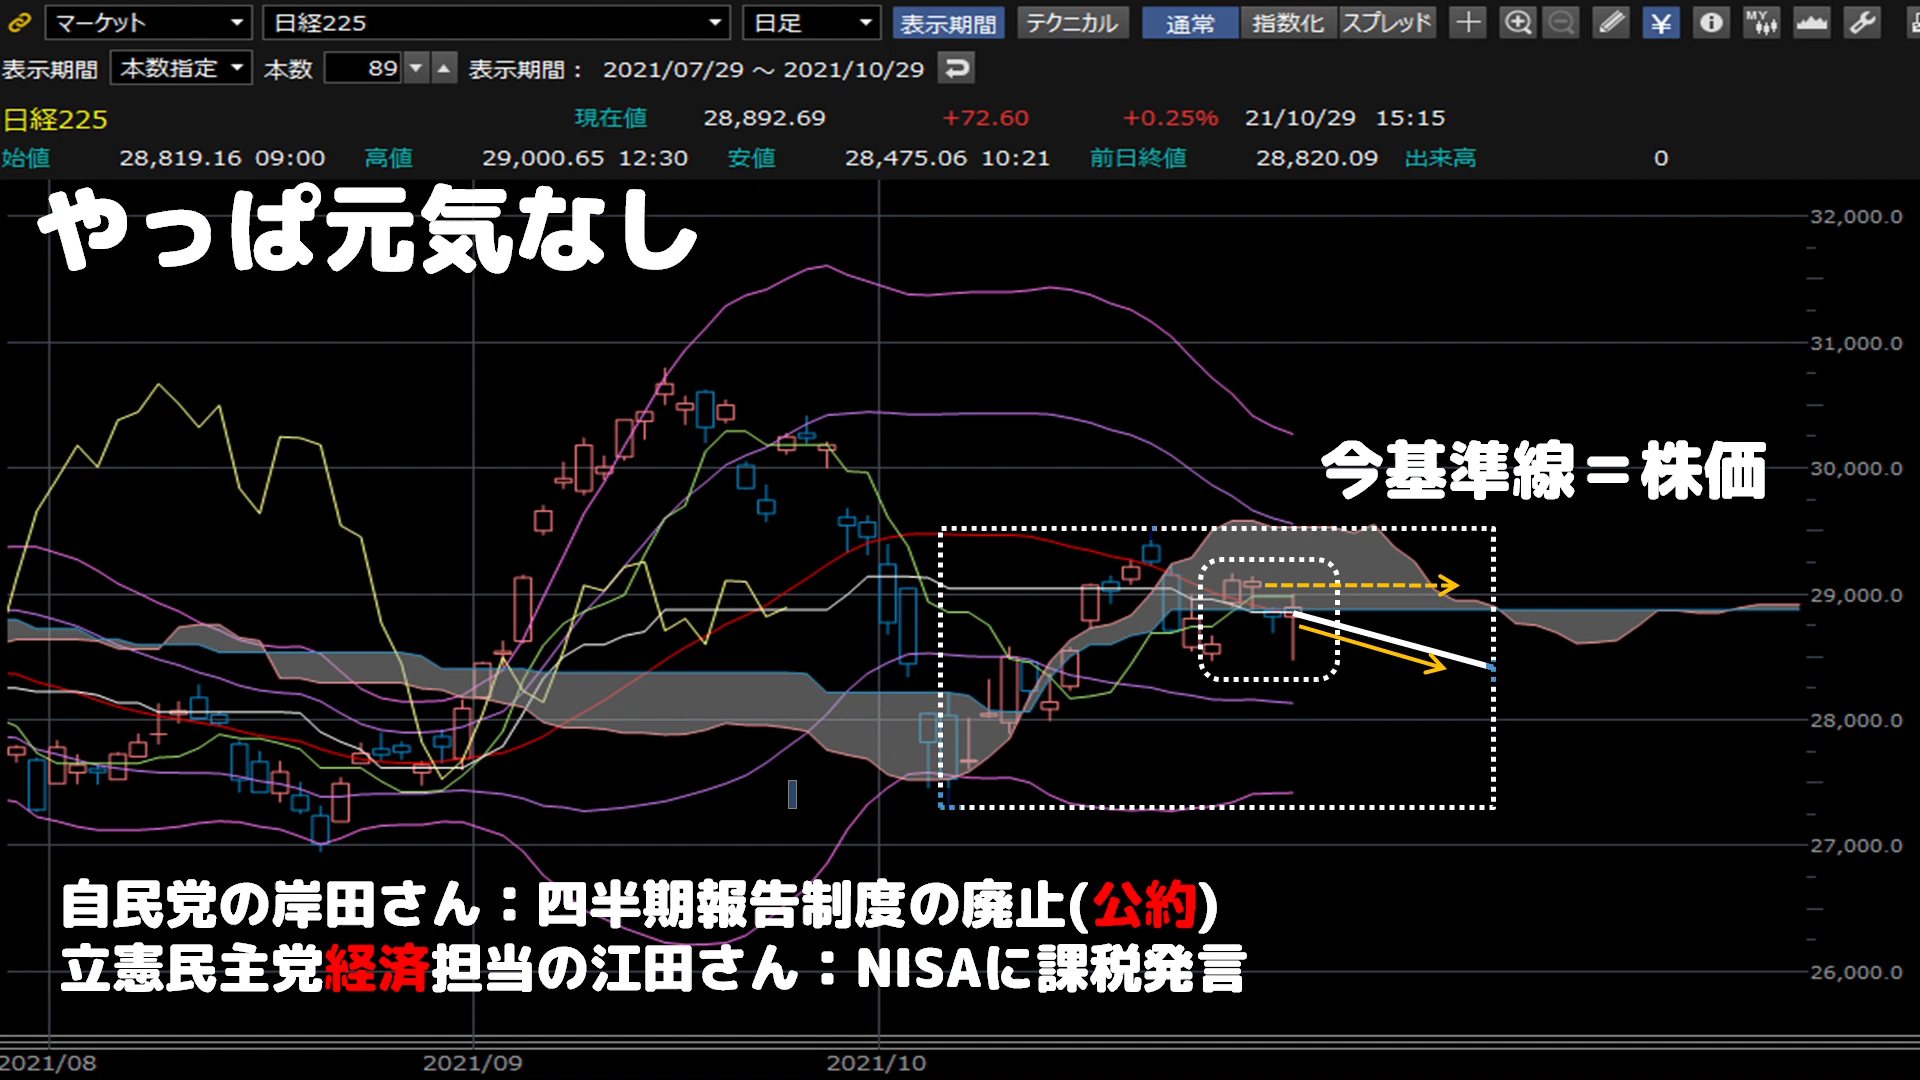 マーケット 日経225 日足 表示期間 テクニカル 通常 指数化 スプレッド ¥ MY
表示期間 本数指定 本数 89 表示期間： 2021/07/29 ～ 2021/10/29
日経225 現在値 28,892.69 +72.60 +0.25% 21/10/29 15:15
始値 28,819.16 09:00 高値 29,000.65 12:30 安値 28,475.06 10:21 前日終値 28,820.09 出来高 0
やっぱ元気なし
32,000.0
31,000.0
今基準線＝株価
30,000.0
29,000.0
28,000.0
27,000.0
自民党の岸田さん：四半期報告制度の廃止(公約)
立憲民主党経済担当の江田さん：NISAに課税発言
26,000.0
2021/08 2021/09 2021/10